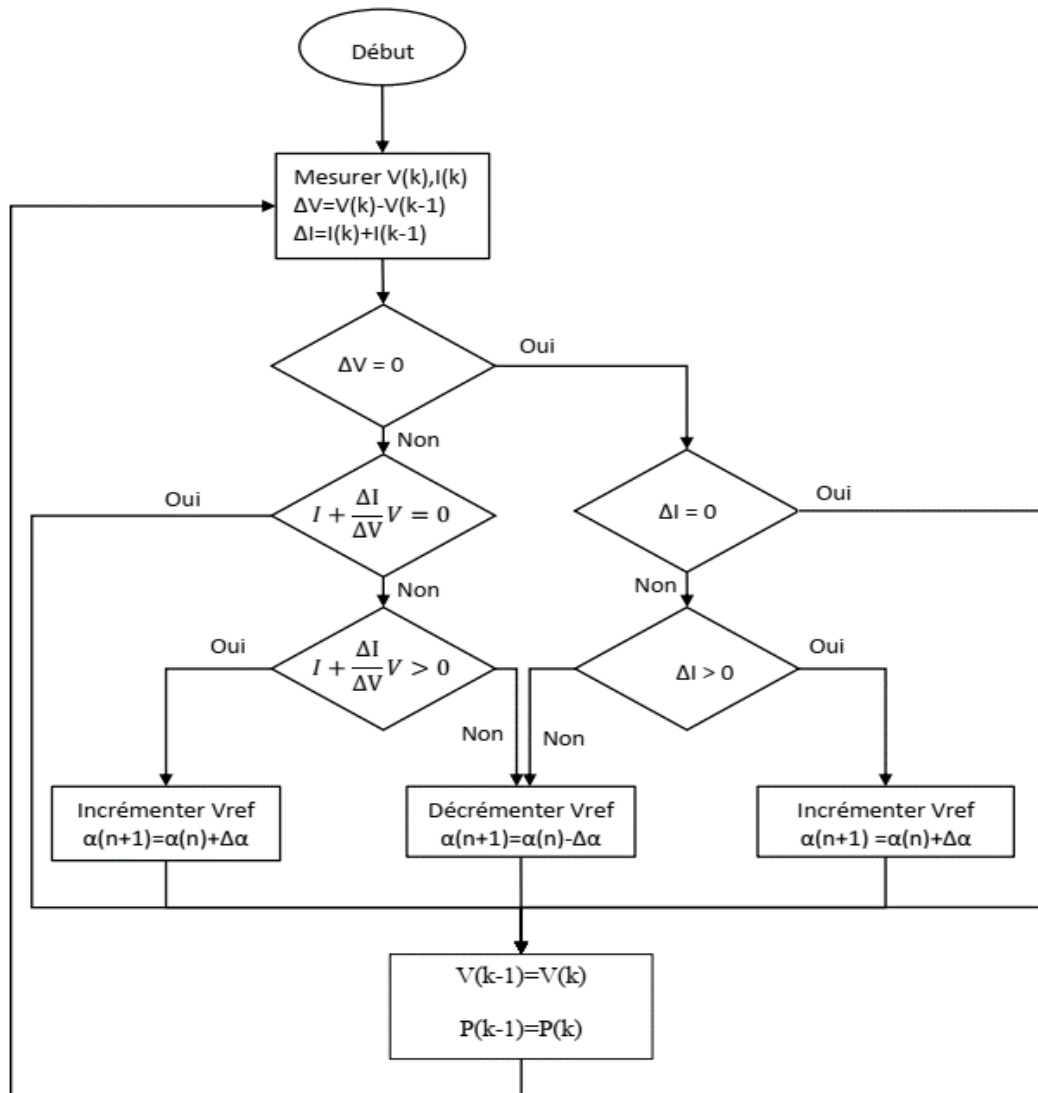 Début
Mesurer V(k),I(k)
ΔV=V(k)-V(k-1)
ΔI=I(k)+I(k-1)
ΔV = 0
Oui
Non
I + ΔI/ΔV V = 0
Oui
ΔI = 0
Oui
Non
Non
I + ΔI/ΔV V > 0
Oui
Non
ΔI > 0
Oui
Non
Incrémenter Vref
α(n+1)=α(n)+Δα
Décrémenter Vref
α(n+1)=α(n)-Δα
Incrémenter Vref
α(n+1) =α(n)+Δα
V(k-1)=V(k)
P(k-1)=P(k)